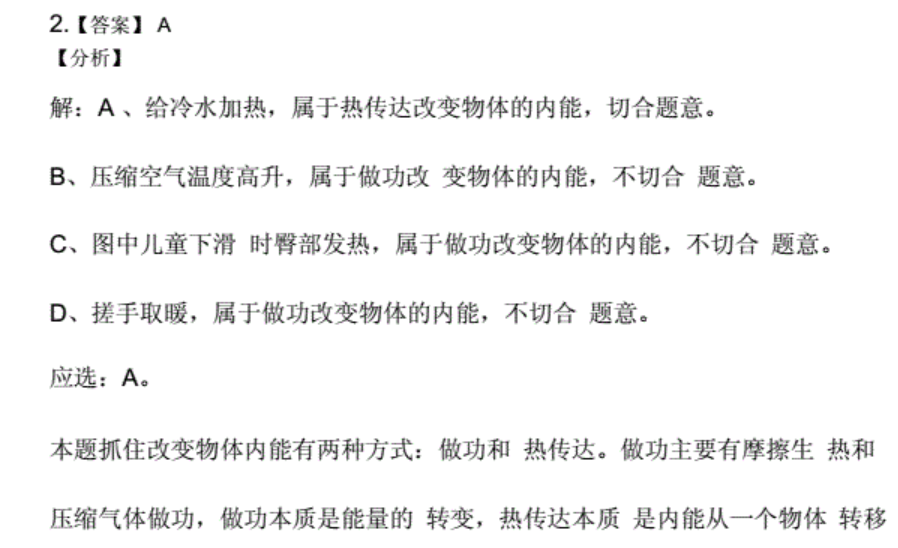 2.【答案】 A
【分析】
解：A 、给冷水加热，属于热传达改变物体的内能，切合题意。
B、压缩空气温度高升，属于做功改 变物体的内能，不切合 题意。
C、图中儿童下滑 时臀部发热，属于做功改变物体的内能，不切合 题意。
D、搓手取暖，属于做功改变物体的内能，不切合 题意。
应选：A。
本题抓住改变物体内能有两种方式：做功和 热传达。做功主要有摩擦生 热和
压缩气体做功，做功本质是能量的 转变，热传达本质 是内能从一个物体 转移